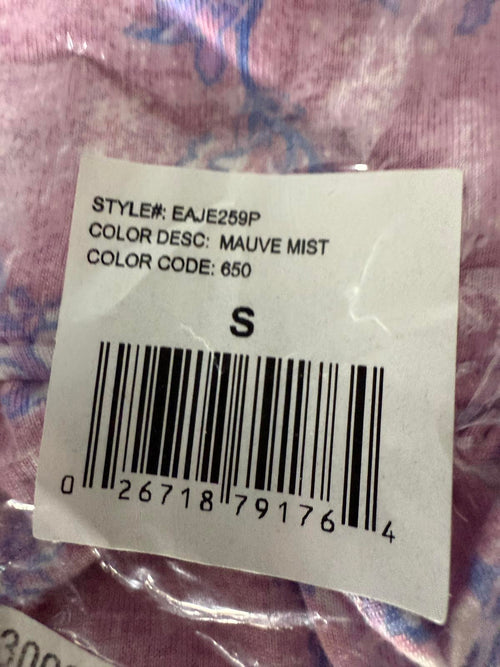 STYLE#: EAJE259P
COLOR DESC: MAUVE MIST
COLOR CODE: 650
S
0 26718 79176 4